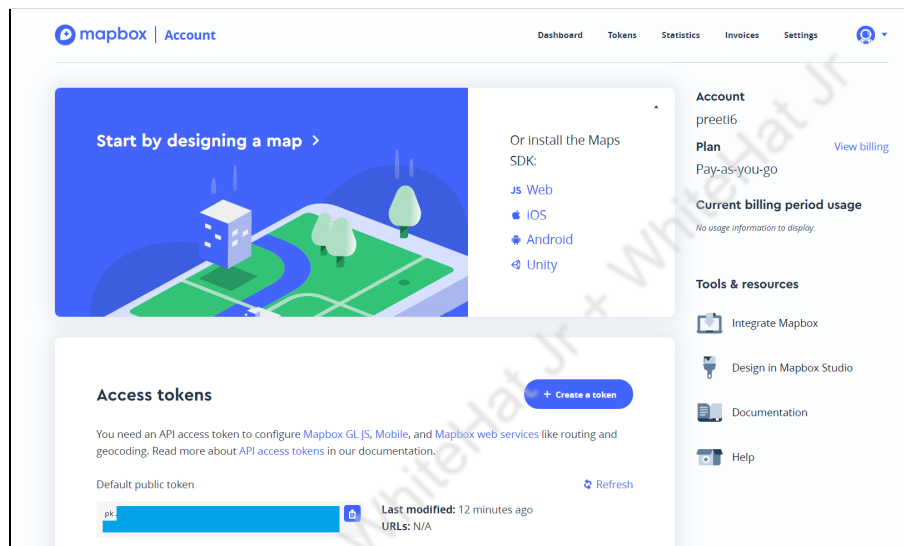 mapbox | Account
Dashboard Tokens Statistics Invoices Settings
Start by designing a map >
Or install the Maps
SDK:
JS Web
iOS
Android
Unity
Account
preeti6
Plan View billing
Pay-as-you-go
Current billing period usage
No usage information to display.
Tools & resources
Integrate Mapbox
Design in Mapbox Studio
Documentation
Help
Access tokens
+ Create a token
You need an API access token to configure Mapbox GL JS, Mobile, and Mapbox web services like routing and
geocoding. Read more about API access tokens in our documentation.
Default public token
Refresh
pk.
Last modified: 12 minutes ago
URLs: N/A
WhiteHat Jr + WhiteHat Jr